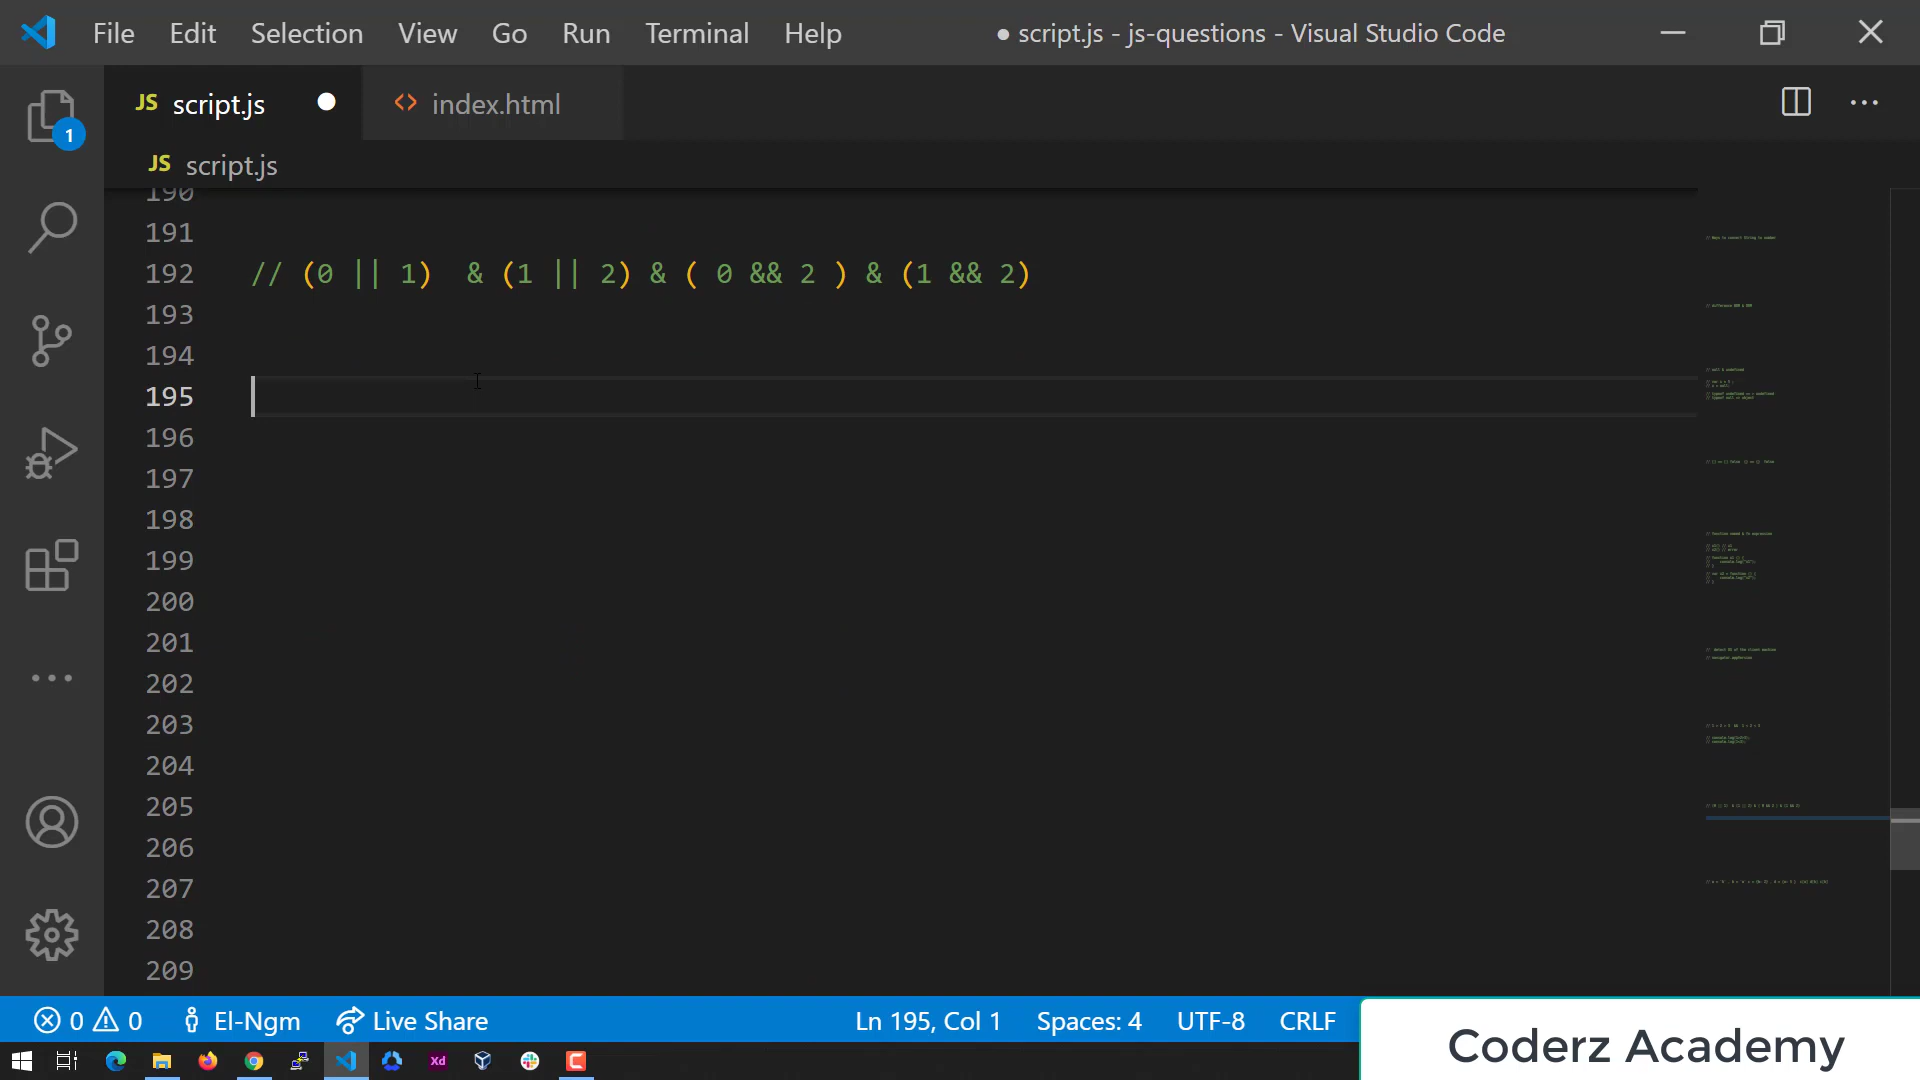 File Edit Selection View Go Run Terminal Help ● script.js - js-questions - Visual Studio Code
JS script.js <> index.html
JS script.js
1
190
191
192 // (0 || 1)  & (1 || 2) & ( 0 && 2 ) & (1 && 2)
193
194
195
196
197
198
199
200
201
202
203
204
205
206
207
208
209
0 0 El-Ngm Live Share Ln 195, Col 1 Spaces: 4 UTF-8 CRLF
Xd
Coderz Academy